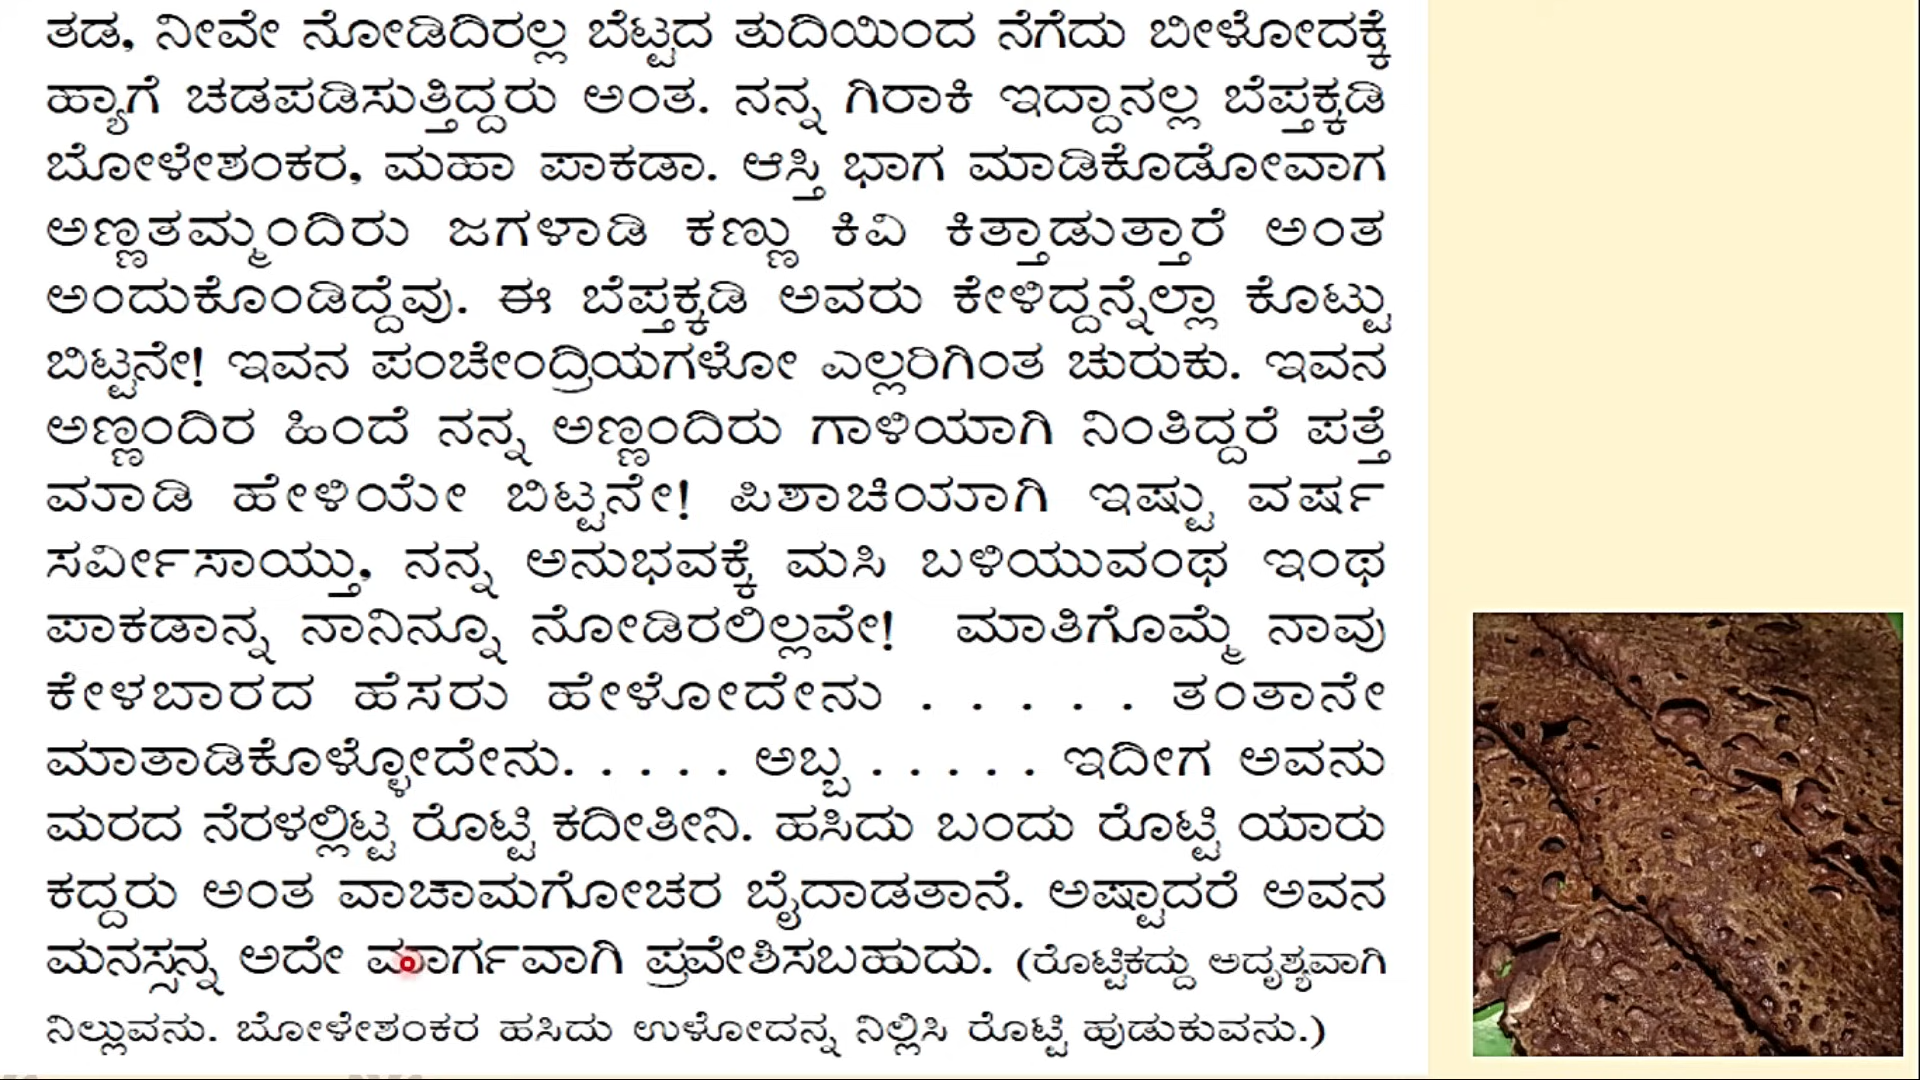 ತಡ, ನೀವೇ ನೋಡಿದಿರಲ್ಲ ಬೆಟ್ಟದ ತುದಿಯಿಂದ ನೆಗೆದು ಬೀಳೋದಕ್ಕೆ
ಹ್ಯಾಗೆ ಚಡಪಡಿಸುತ್ತಿದ್ದರು ಅಂತ. ನನ್ನ ಗಿರಾಕಿ ಇದ್ದಾನಲ್ಲ ಬೆಪ್ತಕ್ಕಡಿ
ಬೋಳೇಶಂಕರ, ಮಹಾ ಪಾಕಡಾ. ಆಸ್ತಿ ಭಾಗ ಮಾಡಿಕೊಡೋವಾಗ
ಅಣ್ಣತಮ್ಮಂದಿರು ಜಗಳಾಡಿ ಕಣ್ಣು ಕಿವಿ ಕಿತ್ತಾಡುತ್ತಾರೆ ಅಂತ
ಅಂದುಕೊಂಡಿದ್ದೆವು. ಈ ಬೆಪ್ತಕ್ಕಡಿ ಅವರು ಕೇಳಿದ್ದನ್ನೆಲ್ಲಾ ಕೊಟ್ಟು
ಬಿಟ್ಟನೇ! ಇವನ ಪಂಚೇಂದ್ರಿಯಗಳೋ ಎಲ್ಲರಿಗಿಂತ ಚುರುಕು. ಇವನ
ಅಣ್ಣಂದಿರ ಹಿಂದೆ ನನ್ನ ಅಣ್ಣಂದಿರು ಗಾಳಿಯಾಗಿ ನಿಂತಿದ್ದರೆ ಪತ್ತೆ
ಮಾಡಿ ಹೇಳಿಯೇ ಬಿಟ್ಟನೇ! ಪಿಶಾಚಿಯಾಗಿ ಇಷ್ಟು ವರ್ಷ
ಸರ್ವೀಸಾಯ್ತು, ನನ್ನ ಅನುಭವಕ್ಕೆ ಮಸಿ ಬಳಿಯುವಂಥ ಇಂಥ
ಪಾಕಡಾನ್ನ ನಾನಿನ್ನೂ ನೋಡಿರಲಿಲ್ಲವೇ! ಮಾತಿಗೊಮ್ಮೆ ನಾವು
ಕೇಳಬಾರದ ಹೆಸರು ಹೇಳೋದೇನು . . . . . ತಂತಾನೇ
ಮಾತಾಡಿಕೊಳ್ಳೋದೇನು. . . . . ಅಬ್ಬ . . . . . ಇದೀಗ ಅವನು
ಮರದ ನೆರಳಲ್ಲಿಟ್ಟ ರೊಟ್ಟಿ ಕದೀತೀನಿ. ಹಸಿದು ಬಂದು ರೊಟ್ಟಿ ಯಾರು
ಕದ್ದರು ಅಂತ ವಾಚಾಮಗೋಚರ ಬೈದಾಡತಾನೆ. ಅಷ್ಟಾದರೆ ಅವನ
ಮನಸ್ಸನ್ನ ಅದೇ ಮಾರ್ಗವಾಗಿ ಪ್ರವೇಶಿಸಬಹುದು. (ರೊಟ್ಟಿಕದ್ದು ಅದೃಶ್ಯವಾಗಿ
ನಿಲ್ಲುವನು. ಬೋಳೇಶಂಕರ ಹಸಿದು ಉಳೋದನ್ನ ನಿಲ್ಲಿಸಿ ರೊಟ್ಟಿ ಹುಡುಕುವನು.)